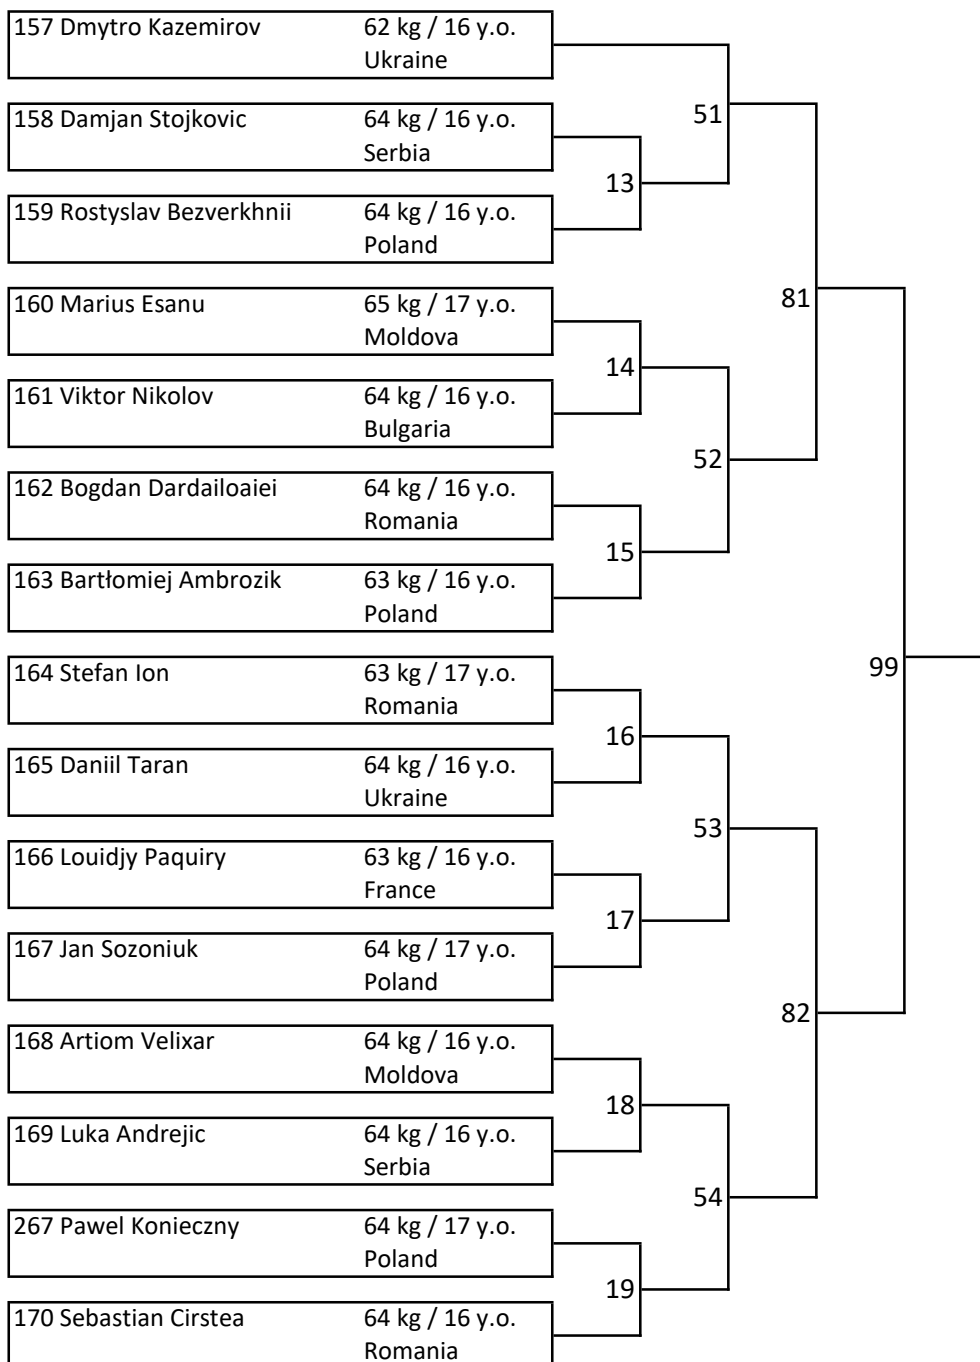 157 Dmytro Kazemirov 62 kg / 16 y.o.
Ukraine
158 Damjan Stojkovic 64 kg / 16 y.o.
Serbia
51
13
159 Rostyslav Bezverkhnii 64 kg / 16 y.o.
Poland
160 Marius Esanu 65 kg / 17 y.o.
Moldova
81
14
161 Viktor Nikolov 64 kg / 16 y.o.
Bulgaria
52
162 Bogdan Dardailoaiei 64 kg / 16 y.o.
Romania
15
163 Bartłomiej Ambrozik 63 kg / 16 y.o.
Poland
164 Stefan Ion 63 kg / 17 y.o.
Romania
99
16
165 Daniil Taran 64 kg / 16 y.o.
Ukraine
53
166 Louidjy Paquiry 63 kg / 16 y.o.
France
17
167 Jan Sozoniuk 64 kg / 17 y.o.
Poland
82
168 Artiom Velixar 64 kg / 16 y.o.
Moldova
18
169 Luka Andrejic 64 kg / 16 y.o.
Serbia
54
267 Pawel Konieczny 64 kg / 17 y.o.
Poland
19
170 Sebastian Cirstea 64 kg / 16 y.o.
Romania